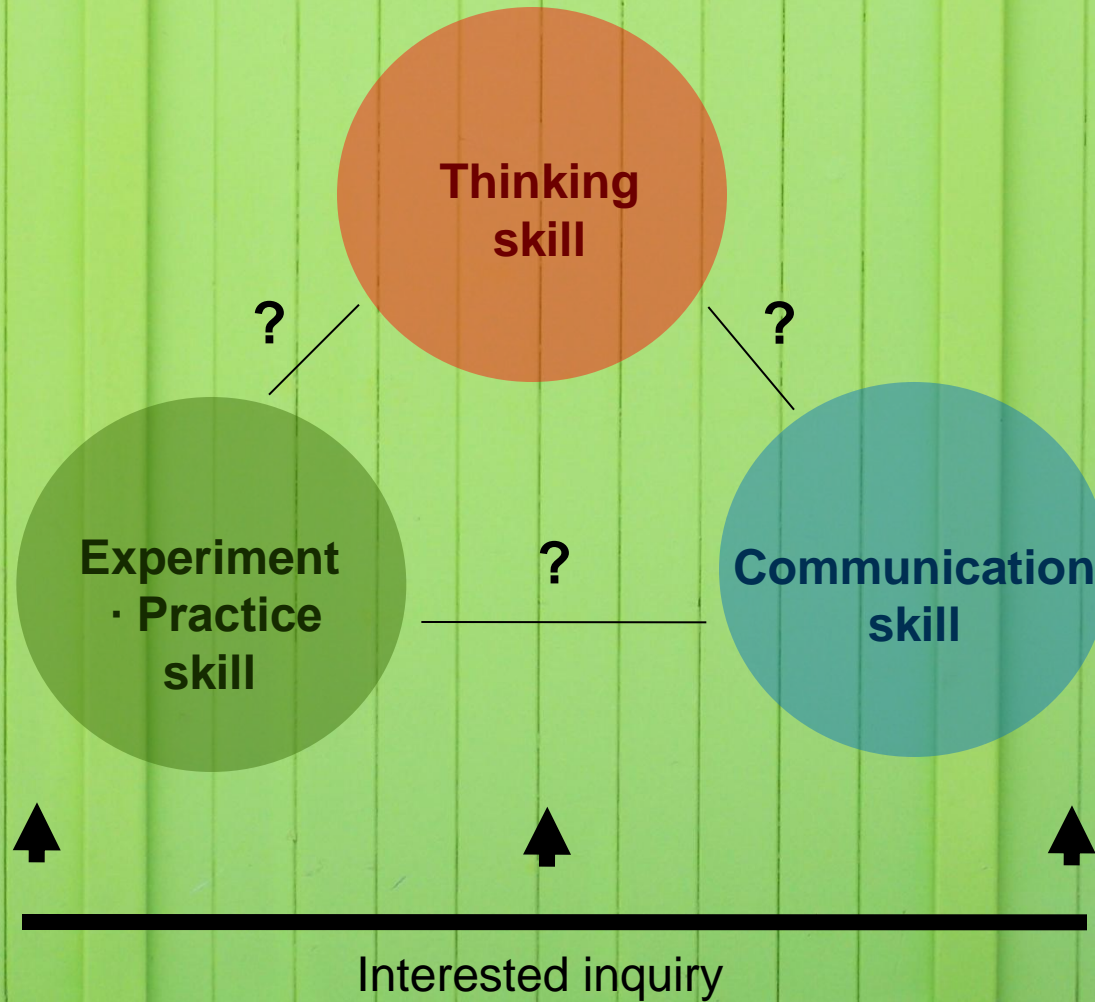 Thinking
skill
?
?
Experiment
· Practice
skill
?
Communication
skill
Interested inquiry